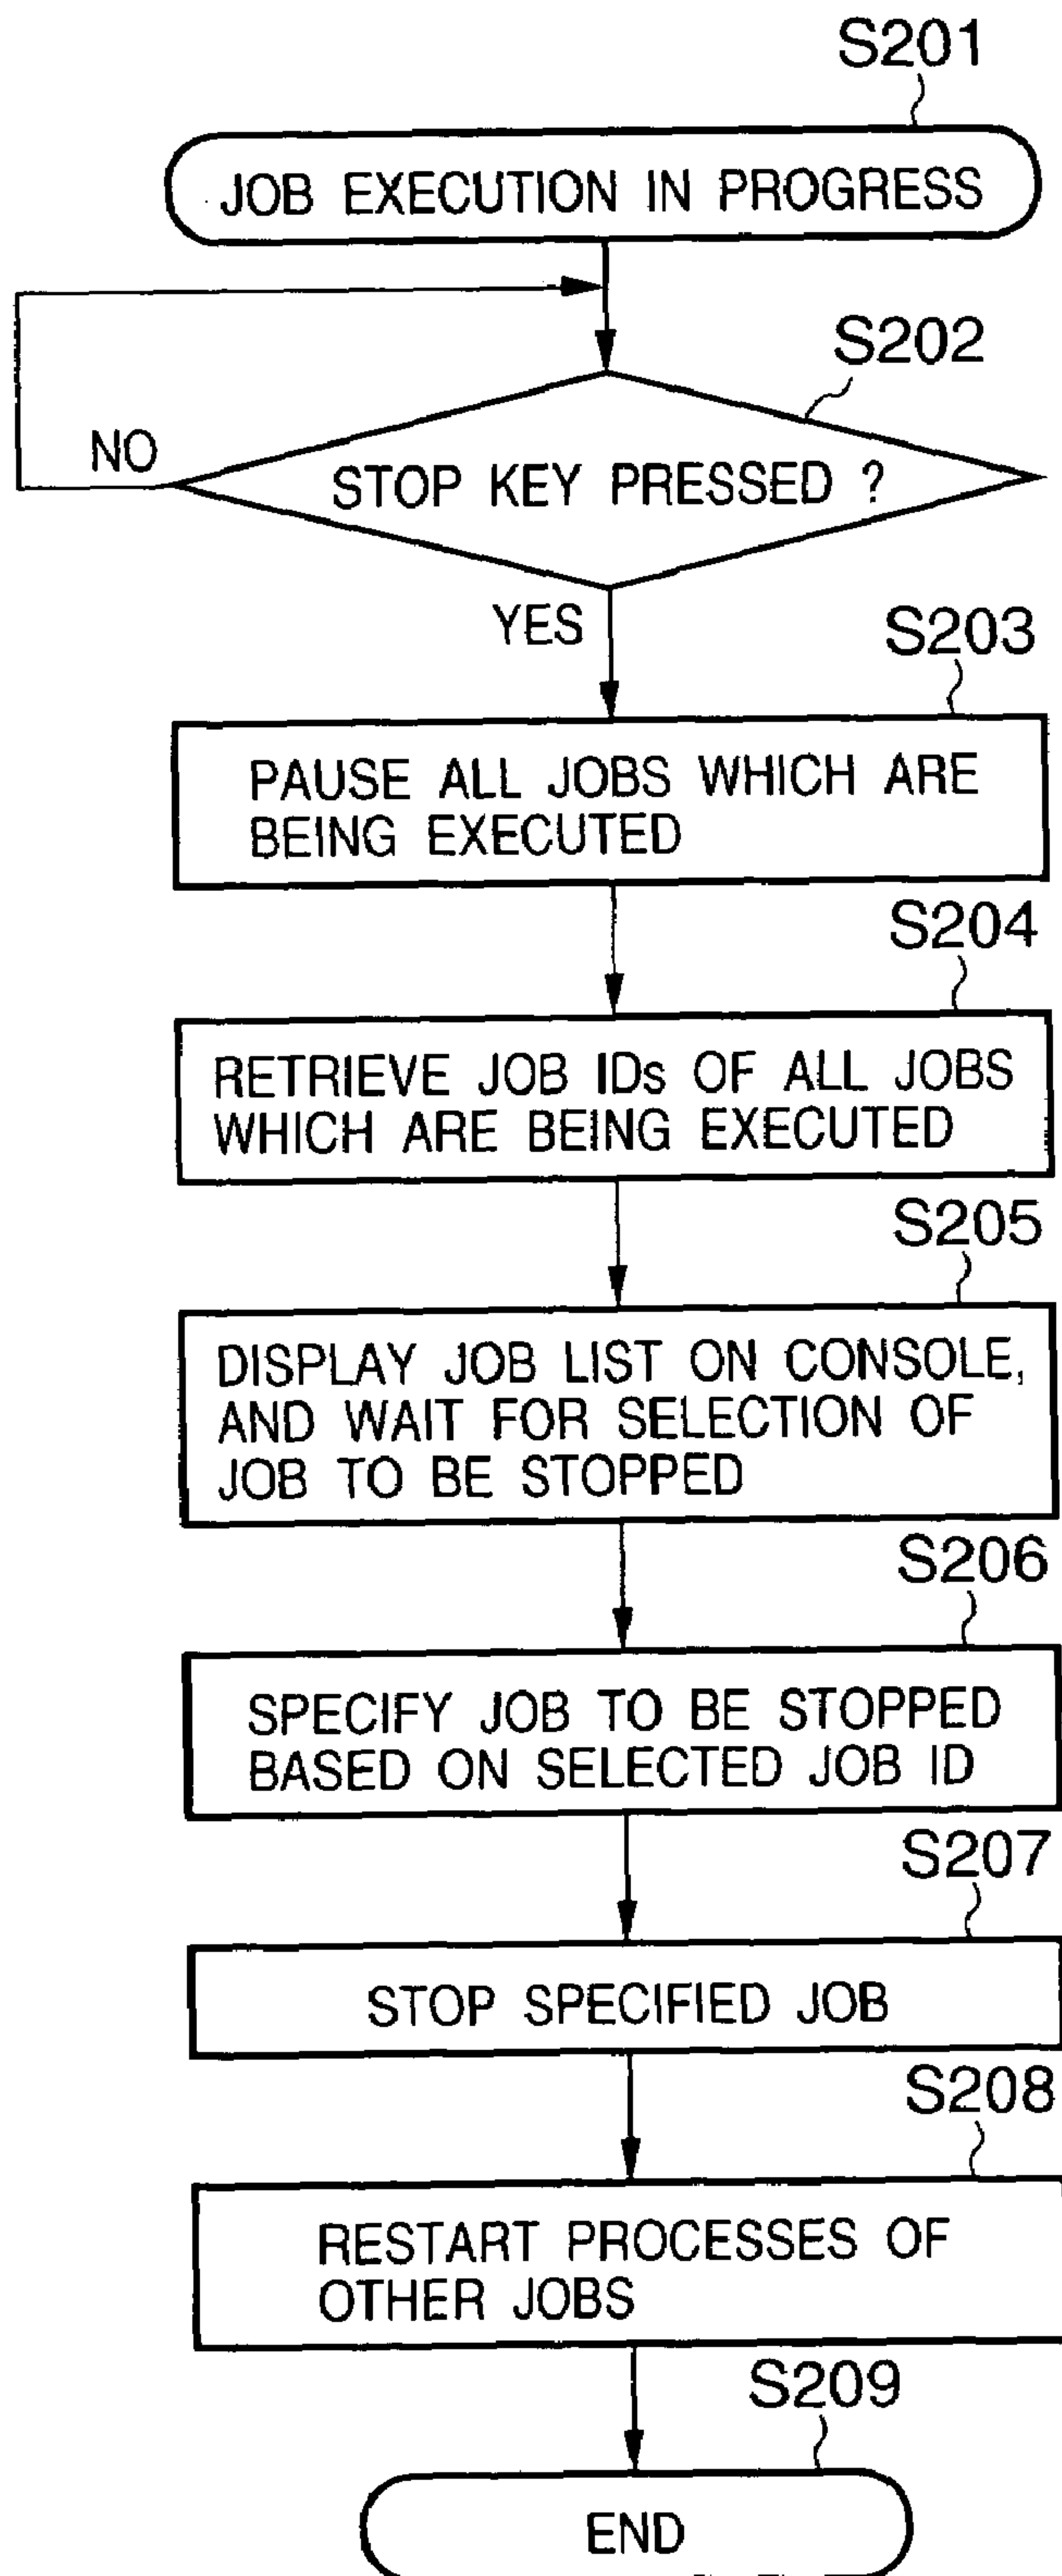 S201
JOB EXECUTION IN PROGRESS
S202
NO
STOP KEY PRESSED ?
YES
S203
PAUSE ALL JOBS WHICH ARE
BEING EXECUTED
S204
RETRIEVE JOB IDs OF ALL JOBS
WHICH ARE BEING EXECUTED
S205
DISPLAY JOB LIST ON CONSOLE,
AND WAIT FOR SELECTION OF
JOB TO BE STOPPED
S206
SPECIFY JOB TO BE STOPPED
BASED ON SELECTED JOB ID
S207
STOP SPECIFIED JOB
S208
RESTART PROCESSES OF
OTHER JOBS
S209
END